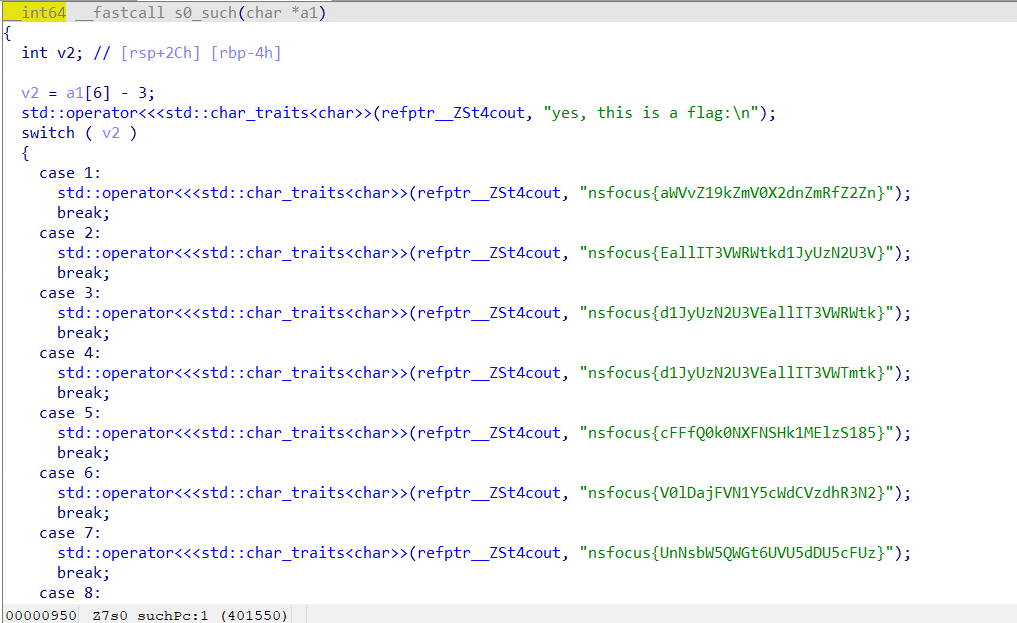 __int64 __fastcall s0_such(char *a1)
{
  int v2; // [rsp+2Ch] [rbp-4h]

  v2 = a1[6] - 3;
  std::operator<<<std::char_traits<char>>(refptr__ZSt4cout, "yes, this is a flag:\n");
  switch ( v2 )
  {
    case 1:
      std::operator<<<std::char_traits<char>>(refptr__ZSt4cout, "nsfocus{aWVvZ19kZmV0X2dnZmRfZ2Zn}");
      break;
    case 2:
      std::operator<<<std::char_traits<char>>(refptr__ZSt4cout, "nsfocus{EallIT3VWRWtkd1JyUzN2U3V}");
      break;
    case 3:
      std::operator<<<std::char_traits<char>>(refptr__ZSt4cout, "nsfocus{d1JyUzN2U3VEallIT3VWRWtk}");
      break;
    case 4:
      std::operator<<<std::char_traits<char>>(refptr__ZSt4cout, "nsfocus{d1JyUzN2U3VEallIT3VWTmtk}");
      break;
    case 5:
      std::operator<<<std::char_traits<char>>(refptr__ZSt4cout, "nsfocus{cFFfQ0k0NXFNSHk1MElzS185}");
      break;
    case 6:
      std::operator<<<std::char_traits<char>>(refptr__ZSt4cout, "nsfocus{V0lDajFVN1Y5cWdCVzdhR3N2}");
      break;
    case 7:
      std::operator<<<std::char_traits<char>>(refptr__ZSt4cout, "nsfocus{UnNsbW5QWGt6UVU5dDU5cFUz}");
      break;
    case 8:
00000950 _Z7s0_suchPc:1 (401550)